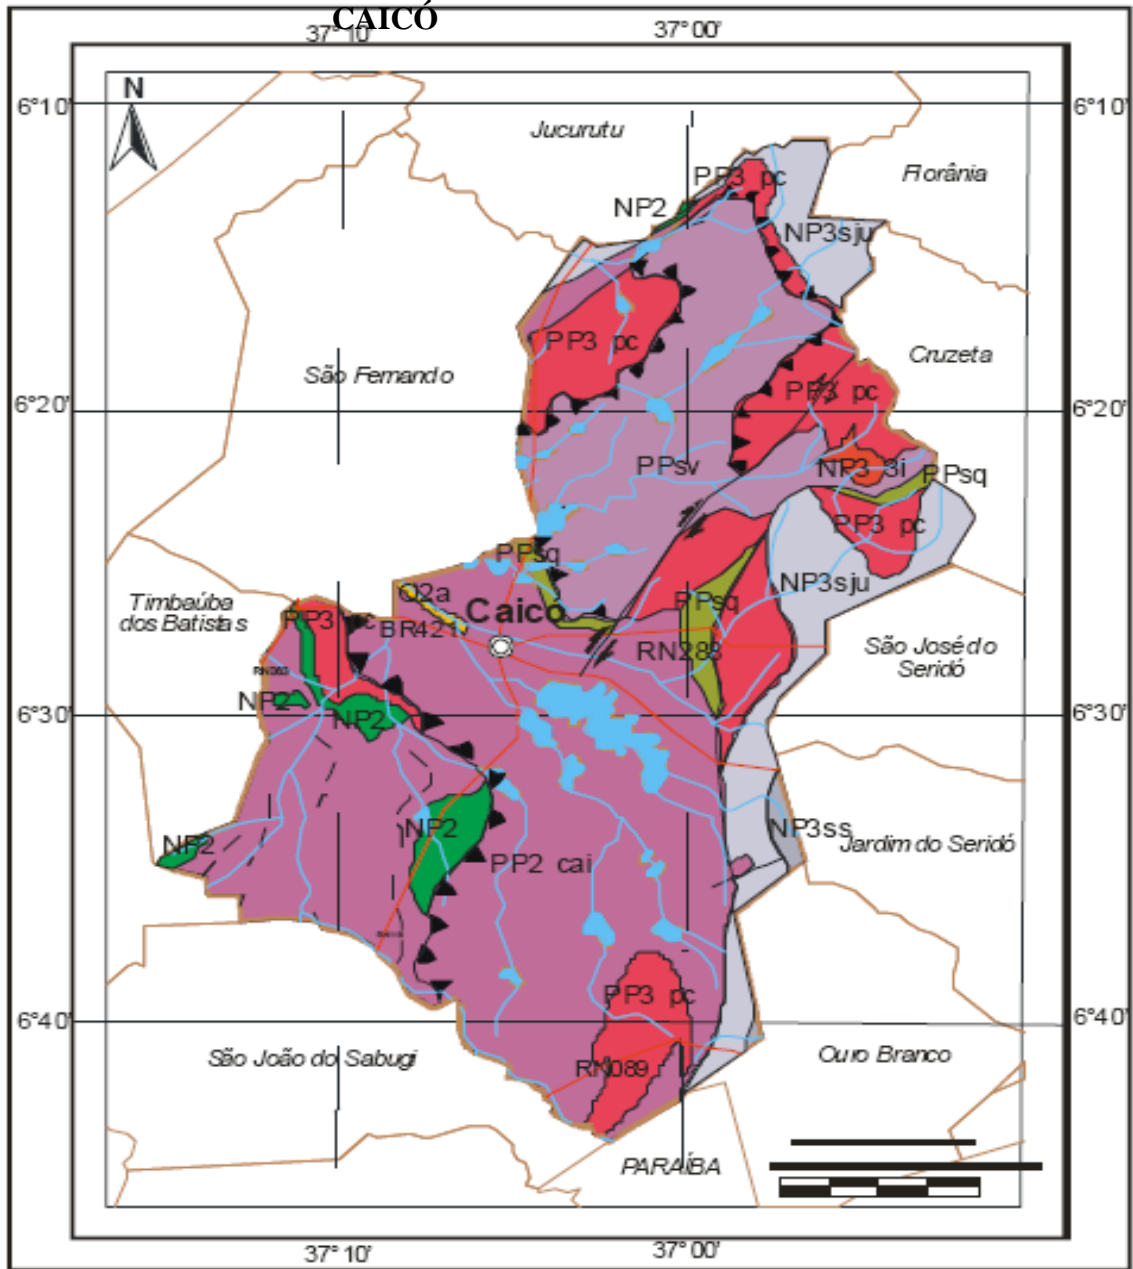 CAICÓ
37°10'
37°00'
N
6°10'
6°10'
Jucurutu
Florânia
PP3 pc
NP2
NP3sju
PP3 pc
São Fernando
Cruzeta
PP3 pc
6°20'
6°20'
PPsv
NP3 3i
PPsq
PP3 pc
PPsq
NP3sju
Q2a
Caicó
PPsq
Timbaúba
dos Batistas
PP3 pc
BR421
RN288
São José do
Seridó
NP2
NP2
6°30'
6°30'
NP2
NP2
NP3ss
Jardim do Seridó
PP2 cai
PP3 pc
6°40'
6°40'
São João do Sabugi
Ouro Branco
RN089
PARAÍBA
37°10'
37°00'